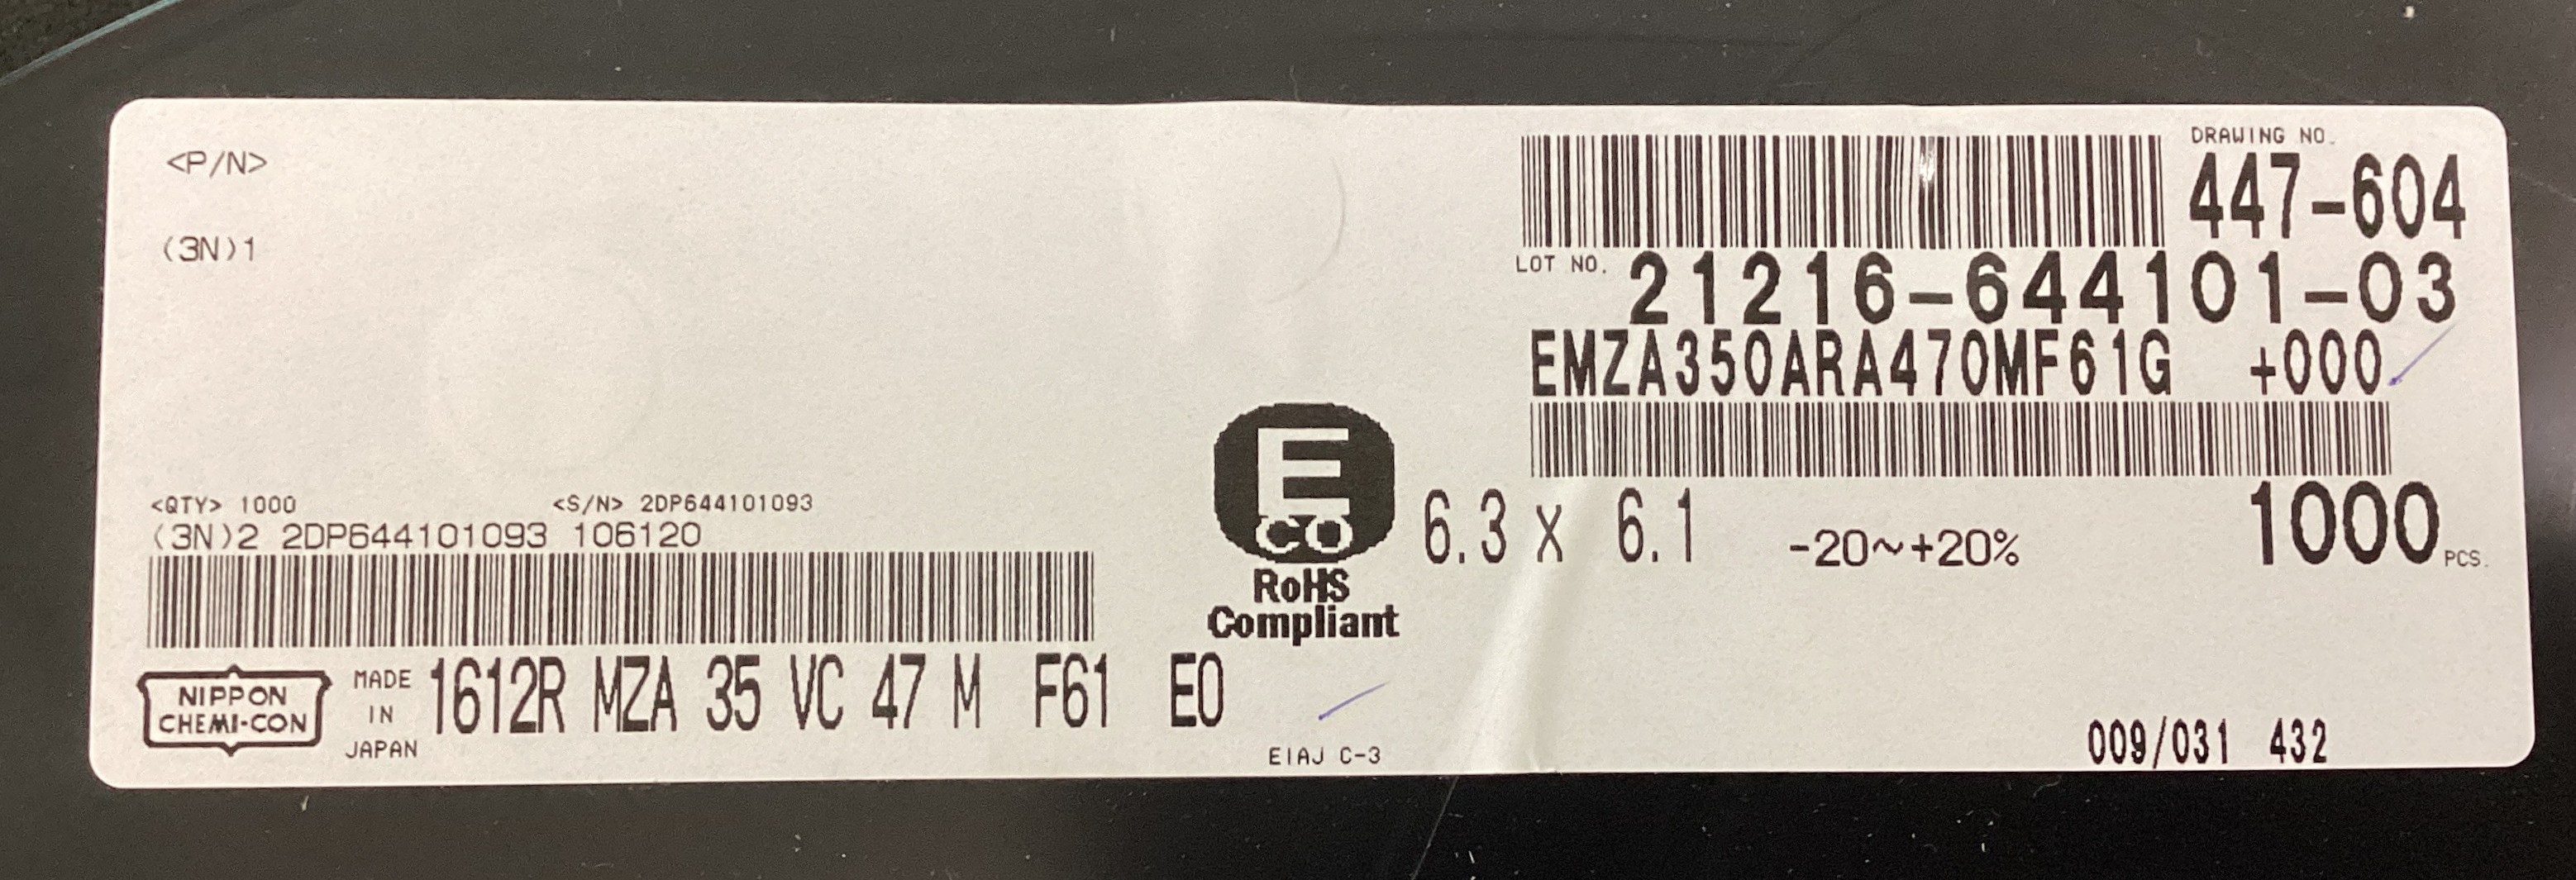 <P/N>
(3N)1
DRAWING NO.
447-604
LOT NO. 21216-644101-03
EMZA350ARA470MF61G +000
<QTY> 1000 <S/N> 2DP644101093
(3N)2 2DP644101093 106120
E
CO
RoHS
Compliant
6.3 x 6.1 -20~+20% 1000 PCS.
NIPPON
CHEMI-CON
MADE
IN
JAPAN
1612R MZA 35 VC 47 M F61 E0
EIAJ C-3
009/031 432